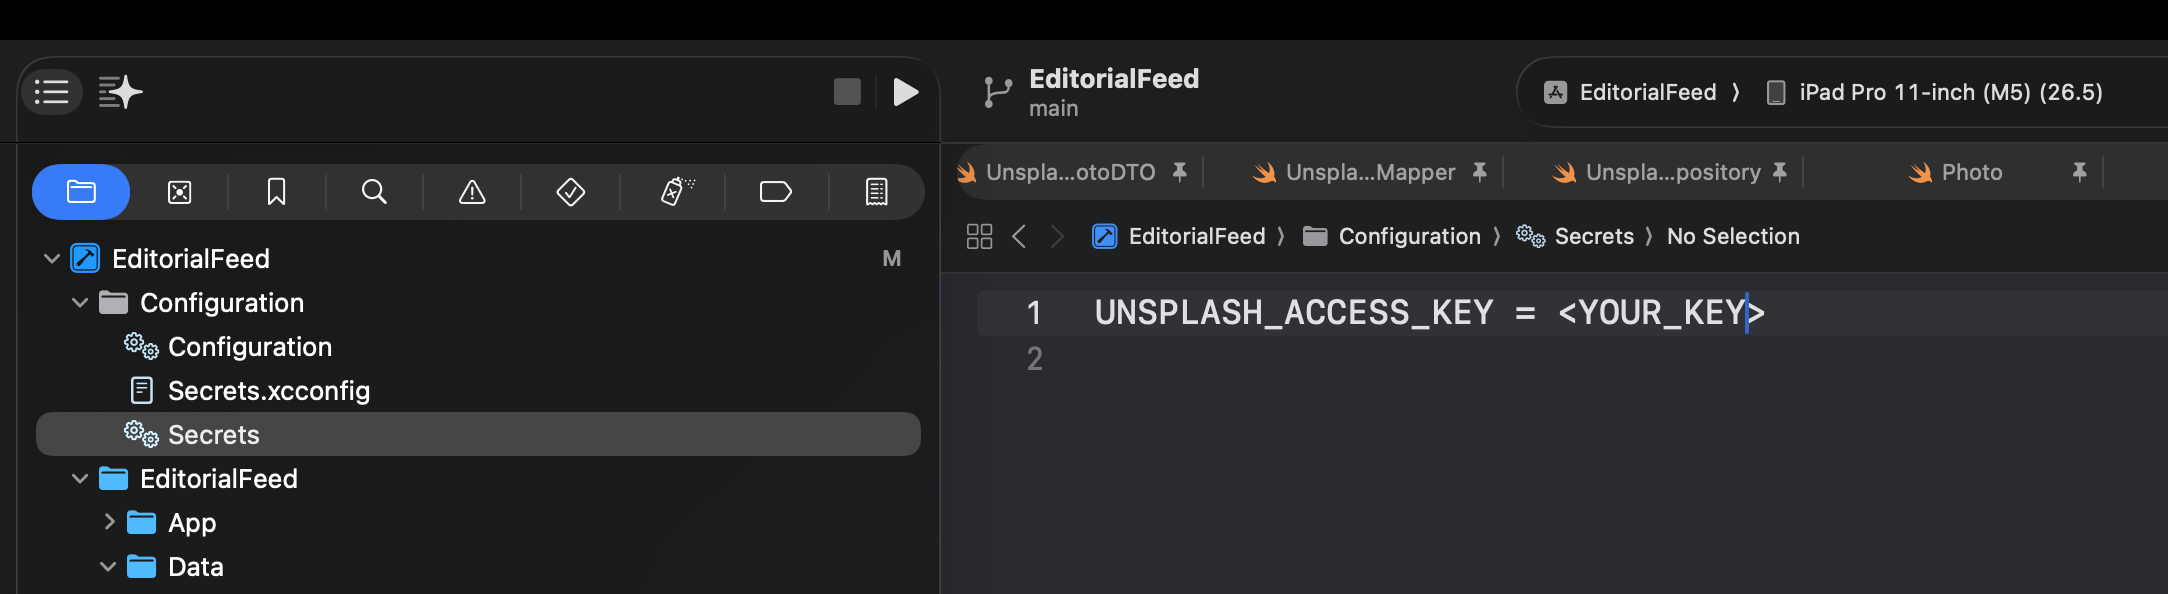 EditorialFeed
main
EditorialFeed 〉 iPad Pro 11-inch (M5) (26.5)
Unspla...otoDTO
Unspla...Mapper
Unspla...pository
Photo
EditorialFeed 〉 Configuration 〉 Secrets 〉 No Selection
EditorialFeed M
Configuration
Configuration
Secrets.xcconfig
Secrets
EditorialFeed
App
Data
1 UNSPLASH_ACCESS_KEY = <YOUR_KEY>
2